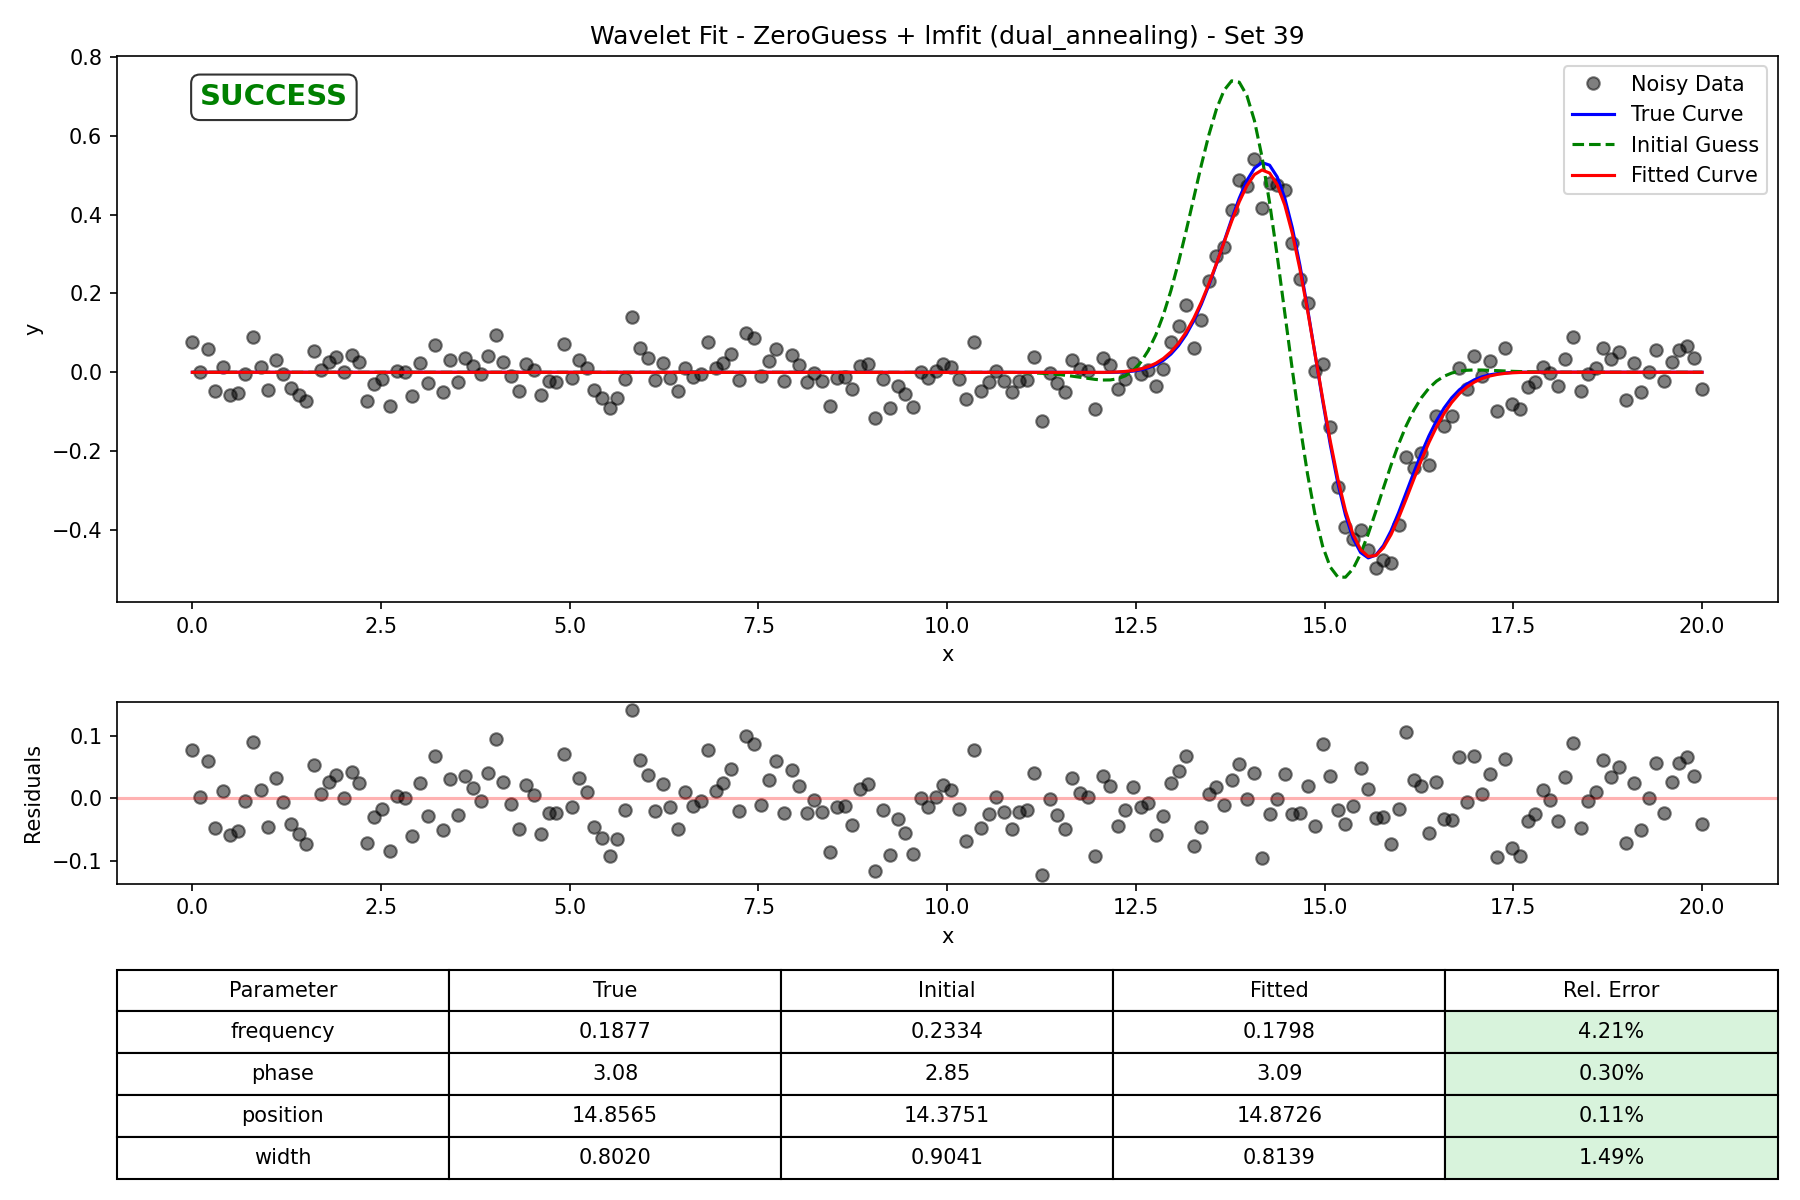 Wavelet Fit - ZeroGuess + lmfit (dual_annealing) - Set 39
SUCCESS
Noisy Data
True Curve
Initial Guess
Fitted Curve
y
0.8
0.6
0.4
0.2
0.0
−0.2
−0.4
0.0 2.5 5.0 7.5 10.0 12.5 15.0 17.5 20.0
x
Residuals
0.1
0.0
−0.1
0.0 2.5 5.0 7.5 10.0 12.5 15.0 17.5 20.0
x
Parameter True Initial Fitted Rel. Error
frequency 0.1877 0.2334 0.1798 4.21%
phase 3.08 2.85 3.09 0.30%
position 14.8565 14.3751 14.8726 0.11%
width 0.8020 0.9041 0.8139 1.49%